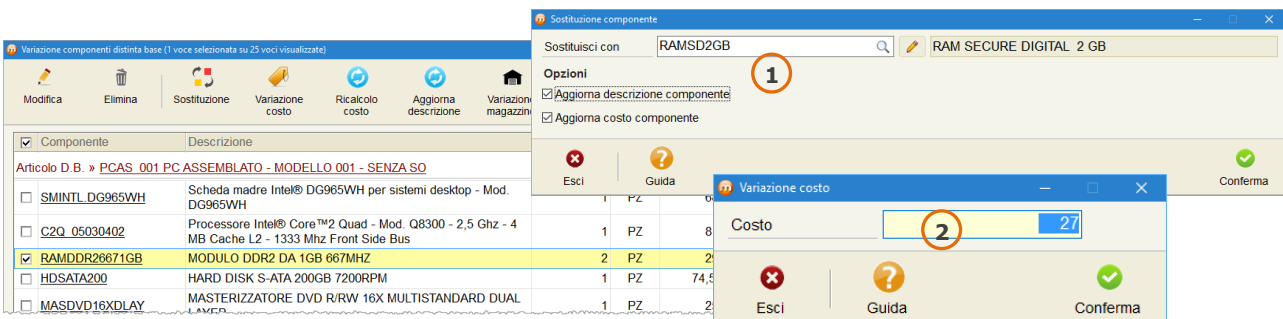 Variazione componenti distinta base (1 voce selezionata su 25 voci visualizzate)
Modifica
Elimina
Sostituzione
Variazione costo
Ricalcolo costo
Aggiorna descrizione
Variazione magazzin
Componente Descrizione
Articolo D.B. » PCAS_001 PC ASSEMBLATO - MODELLO 001 - SENZA SO
SMINTL.DG965WH Scheda madre Intel® DG965WH per sistemi desktop - Mod. 1 PZ
DG965WH
C2Q_05030402 Processore Intel® Core™2 Quad - Mod. Q8300 - 2,5 Ghz - 4 1 PZ 8
MB Cache L2 - 1333 Mhz Front Side Bus
RAMDDR26671GB MODULO DDR2 DA 1GB 667MHZ 2 PZ
HDSATA200 HARD DISK S-ATA 200GB 7200RPM 1 PZ 74,5
MASDVD16XDLAY MASTERIZZATORE DVD R/RW 16X MULTISTANDARD DUAL 1 PZ
LAYER
Sostituzione componente
Sostituisci con RAMSD2GB RAM SECURE DIGITAL 2 GB
1
Opzioni
Aggiorna descrizione componente
Aggiorna costo componente
Esci
Guida
Conferma
Variazione costo
Costo 27
2
Esci
Guida
Conferma